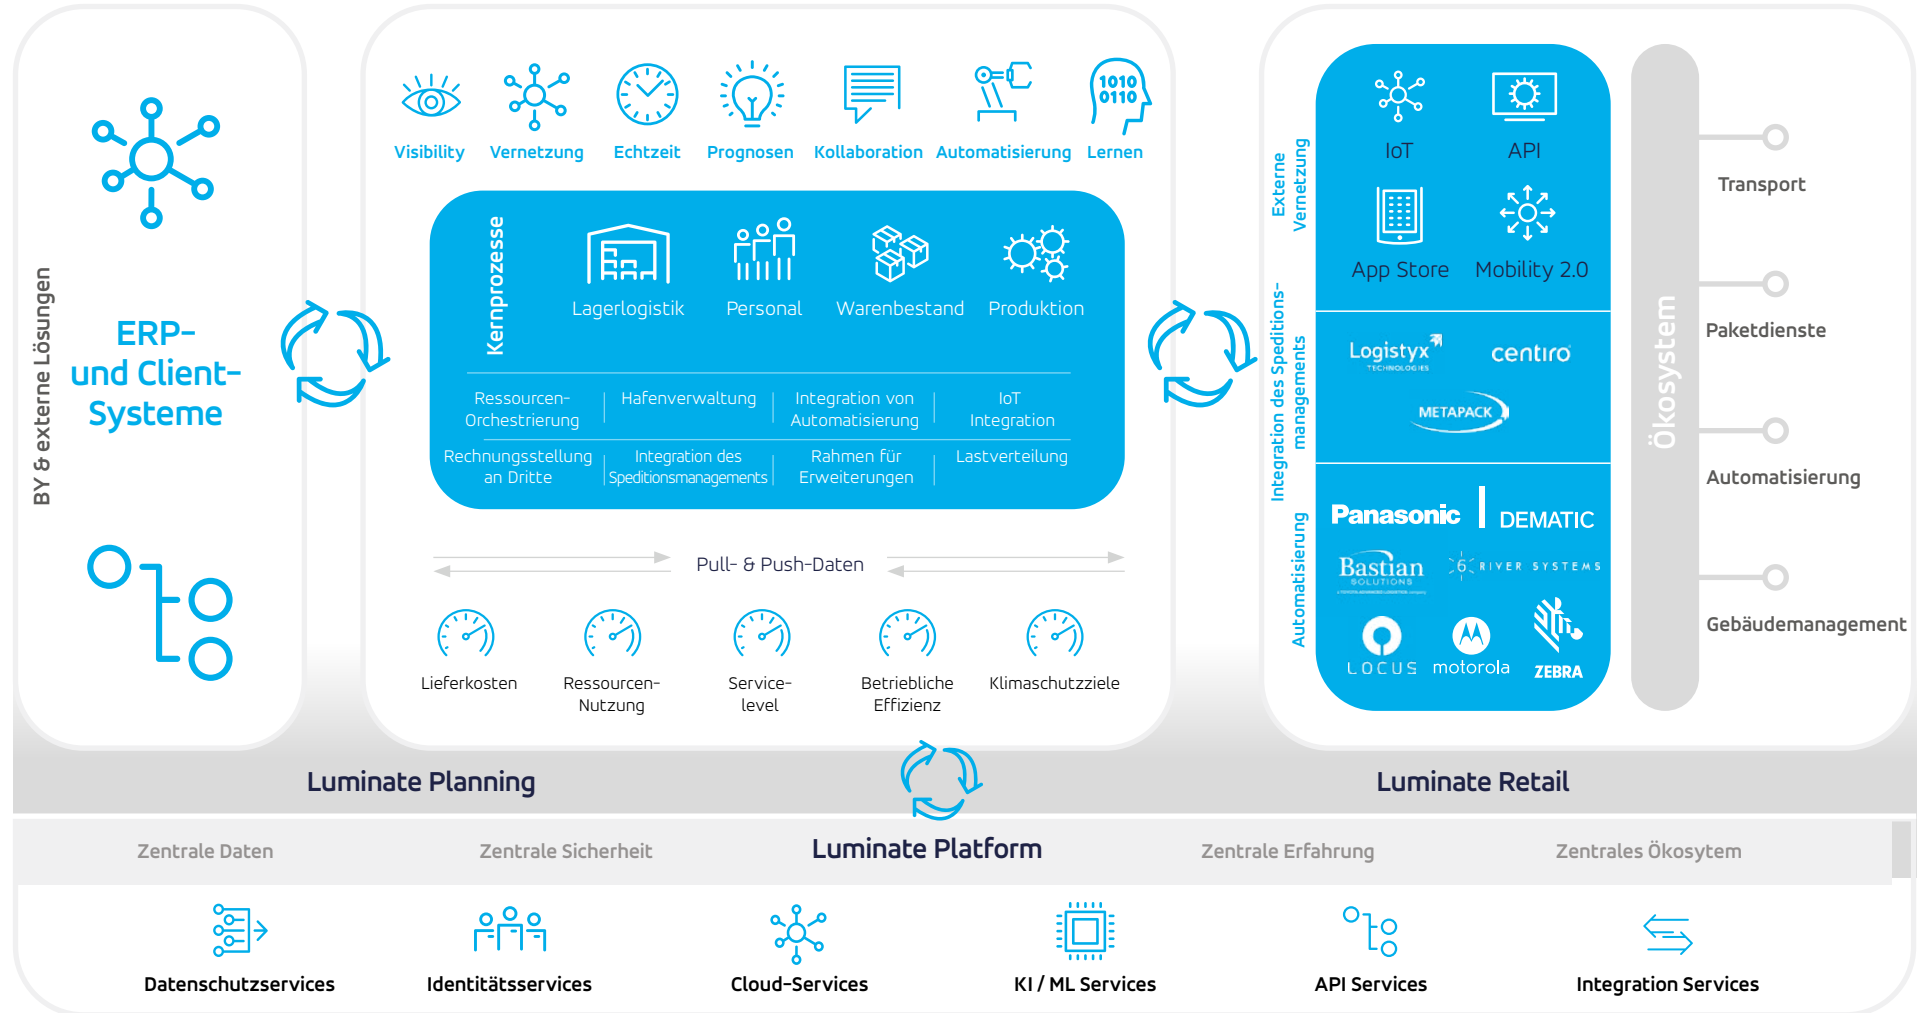 BY & externe Lösungen
ERP-
und Client-
Systeme
Visibility
Vernetzung
Echtzeit
Prognosen
Kollaboration
Automatisierung
Lernen
1010
0110
Kernprozesse
Lagerlogistik
Personal
Warenbestand
Produktion
Ressourcen-
Orchestrierung
Hafenverwaltung
Integration von
Automatisierung
IoT
Integration
Rechnungsstellung
an Dritte
Integration des
Speditionsmanagements
Rahmen für
Erweiterungen
Lastverteilung
Pull- & Push-Daten
Lieferkosten
Ressourcen-
Nutzung
Service-
level
Betriebliche
Effizienz
Klimaschutzziele
Externe
Vernetzung
IoT
API
App Store
Mobility 2.0
Integration des Speditions-
managements
Logistyx
TECHNOLOGIES
centiro
METAPACK
Automatisierung
Panasonic
DEMATIC
Bastian
SOLUTIONS
A TOYOTA ADVANCED LOGISTICS company
6 RIVER SYSTEMS
LOCUS
motorola
ZEBRA
Ökosystem
Transport
Paketdienste
Automatisierung
Gebäudemanagement
Luminate Planning
Luminate Retail
Zentrale Daten
Zentrale Sicherheit
Luminate Platform
Zentrale Erfahrung
Zentrales Ökosytem
Datenschutzservices
Identitätsservices
Cloud-Services
KI / ML Services
API Services
Integration Services